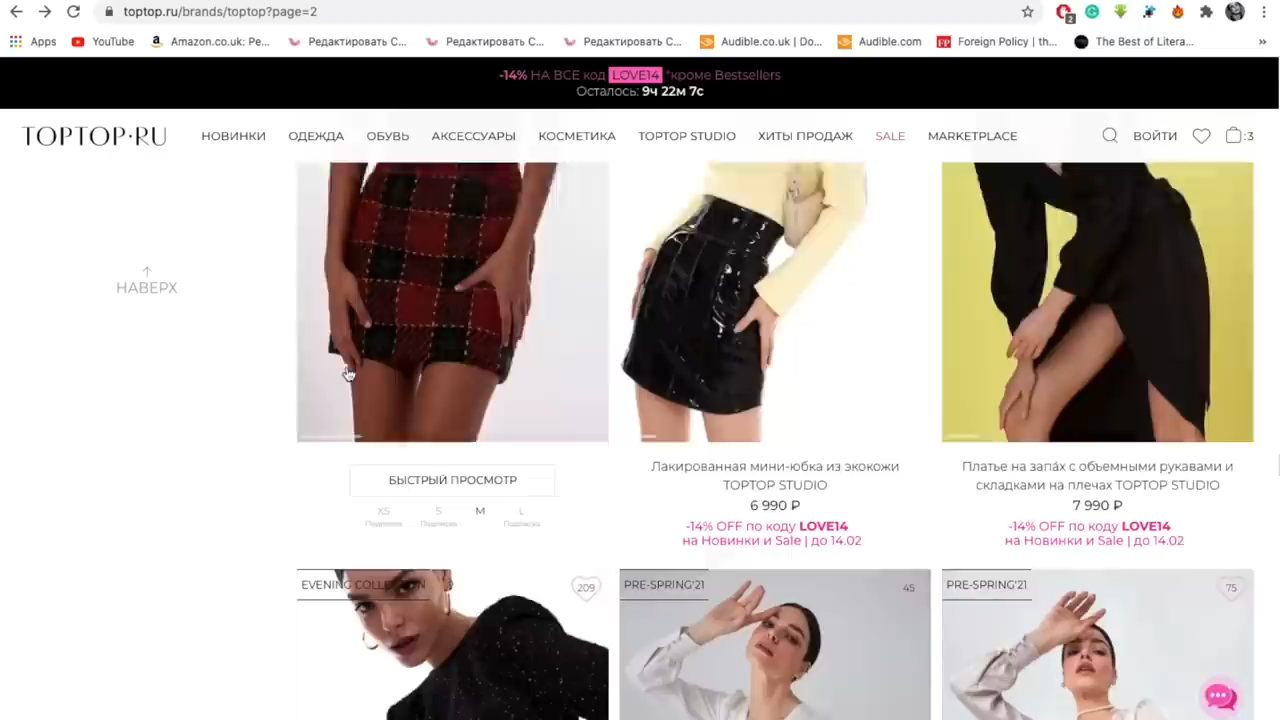 toptop.ru/brands/toptop?page=2
2
Apps
YouTube
Amazon.co.uk: Pe...
Редактировать С...
Редактировать С...
Редактировать С...
Audible.co.uk | Do...
Audible.com
FP
Foreign Policy | th...
The Best of Litera...
»
-14% НА ВСЕ код LOVE14 *кроме Bestsellers
Осталось: 9ч 22м 7с
TOPTOP·RU
НОВИНКИ
ОДЕЖДА
ОБУВЬ
АКСЕССУАРЫ
КОСМЕТИКА
TOPTOP STUDIO
ХИТЫ ПРОДАЖ
SALE
MARKETPLACE
ВОЙТИ
:3
↑
НАВЕРХ
БЫСТРЫЙ ПРОСМОТР
XS
S
M
L
Лакированная мини-юбка из экокожи
TOPTOP STUDIO
6 990 ₽
-14% OFF по коду LOVE14
на Новинки и Sale | до 14.02
Платье на запа́х с объемными рукавами и
складками на плечах TOPTOP STUDIO
7 990 ₽
-14% OFF по коду LOVE14
на Новинки и Sale | до 14.02
EVENING COLLECTION
209
PRE-SPRING'21
45
PRE-SPRING'21
75